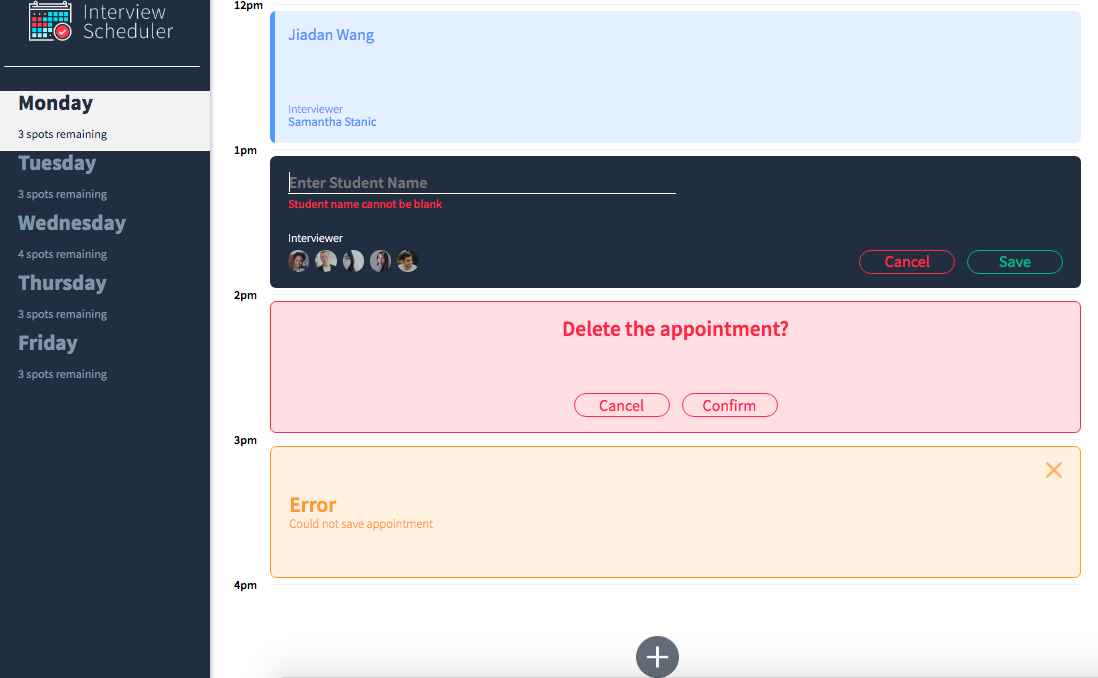 Interview
Scheduler
Monday
3 spots remaining
Tuesday
3 spots remaining
Wednesday
4 spots remaining
Thursday
3 spots remaining
Friday
3 spots remaining
12pm
Jiadan Wang
Interviewer
Samantha Stanic
1pm
Enter Student Name
Student name cannot be blank
Interviewer
Cancel
Save
2pm
Delete the appointment?
Cancel
Confirm
3pm
Error
Could not save appointment
4pm